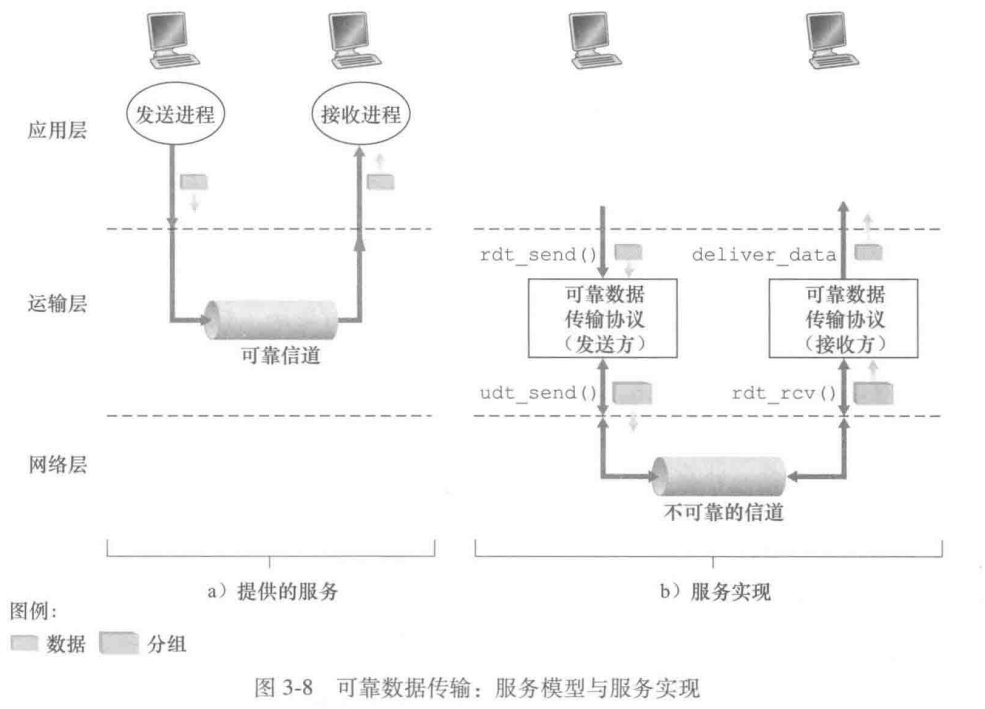 发送进程
接收进程
应用层
rdt_send()
deliver_data
运输层
可靠数据
传输协议
（发送方）
可靠数据
传输协议
（接收方）
可靠信道
udt_send()
rdt_rcv()
网络层
不可靠的信道
a）提供的服务
b）服务实现
图例:
数据 分组
图 3-8 可靠数据传输：服务模型与服务实现